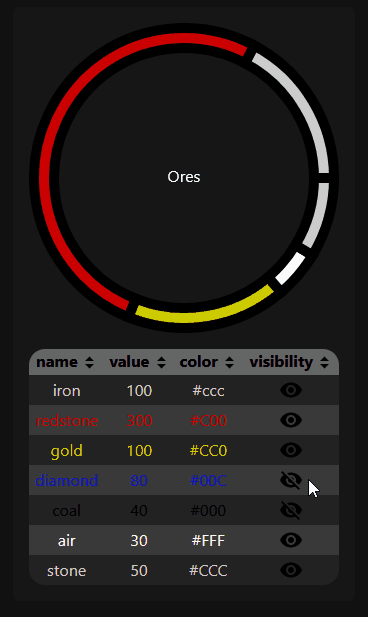 Ores
name value color visibility
iron 100 #ccc
redstone 300 #C00
gold 100 #CC0
diamond 80 #00C
coal 40 #000
air 30 #FFF
stone 50 #CCC